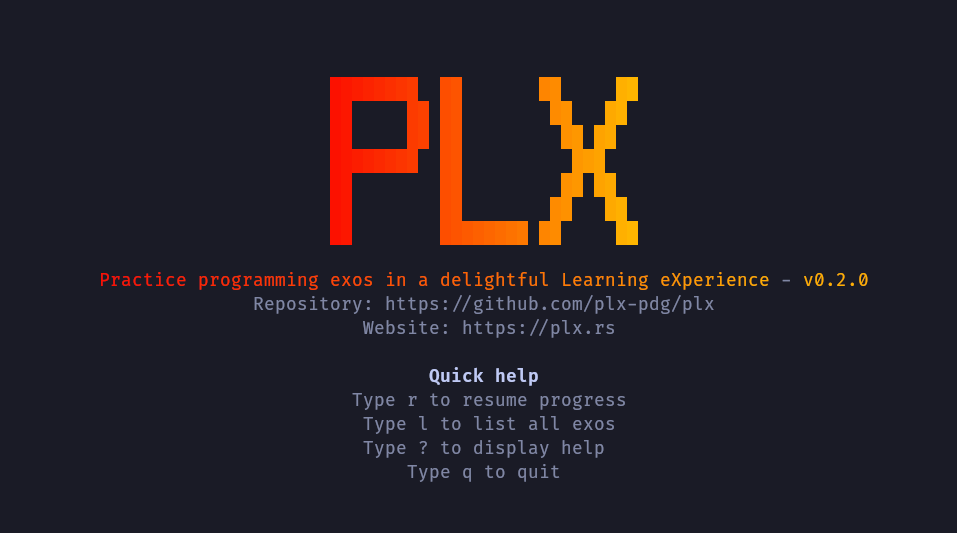 PLX
Practice programming exos in a delightful Learning eXperience - v0.2.0
Repository: https://github.com/plx-pdg/plx
Website: https://plx.rs
Quick help
Type r to resume progress
Type l to list all exos
Type ? to display help
Type q to quit